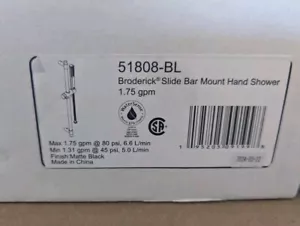 51808-BL
Broderick® Slide Bar Mount Hand Shower
1.75 gpm
WaterSense
Max 1.75 gpm @ 80 psi, 6.6 L/min
Min 1.31 gpm @ 45 psi, 5.0 L/min
Finish Matte Black
Made in China